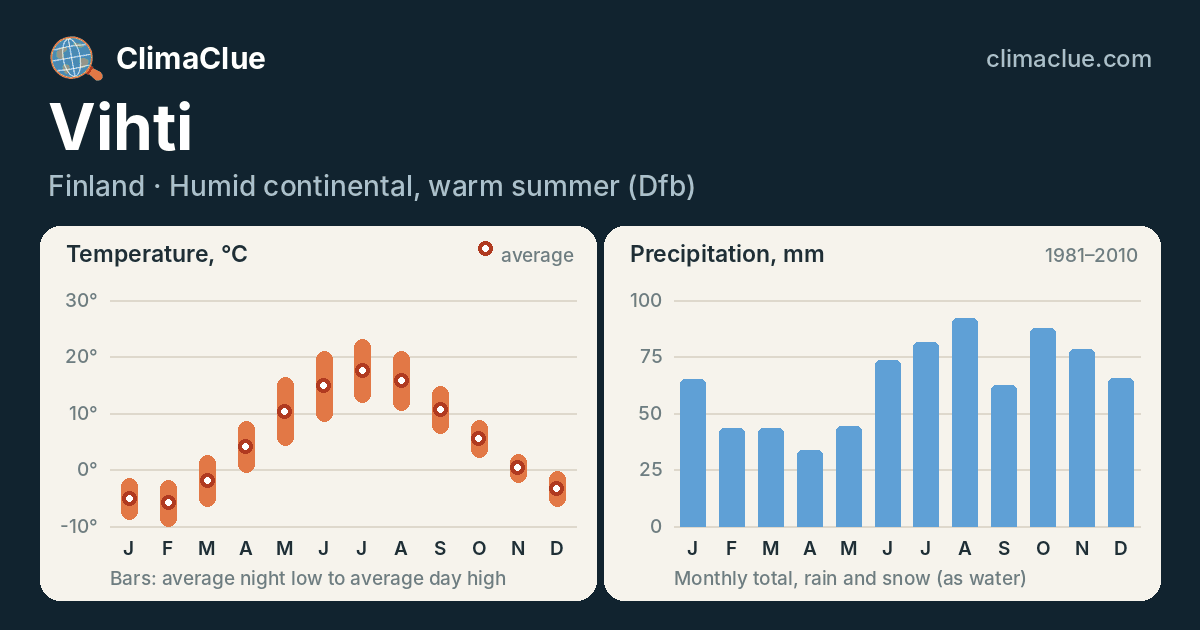 ClimaClue
climaclue.com
Vihti
Finland · Humid continental, warm summer (Dfb)
Temperature, °C
average
30°
20°
10°
0°
-10°
J F M A M J J A S O N D
Bars: average night low to average day high
Precipitation, mm
1981–2010
100
75
50
25
0
J F M A M J J A S O N D
Monthly total, rain and snow (as water)